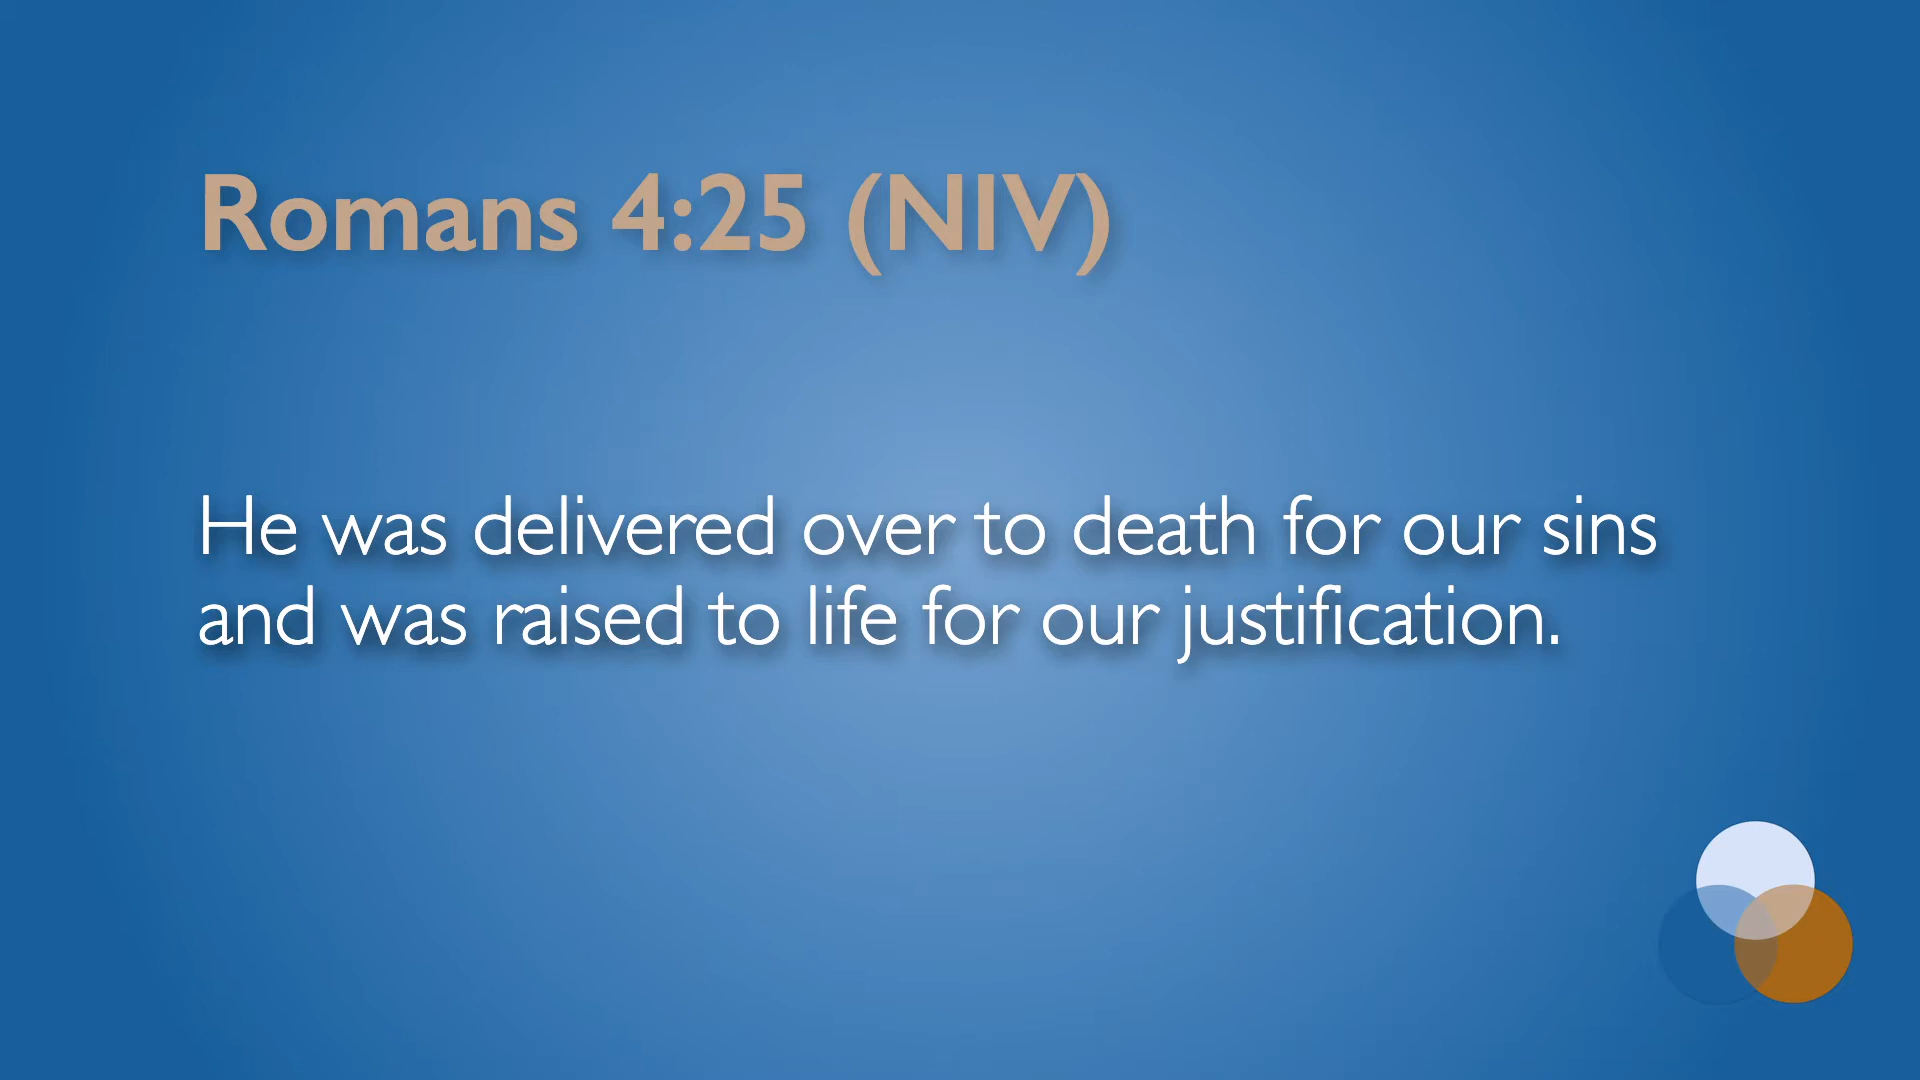 Romans 4:25 (NIV)
He was delivered over to death for our sins
and was raised to life for our justification.